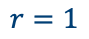 r = 1